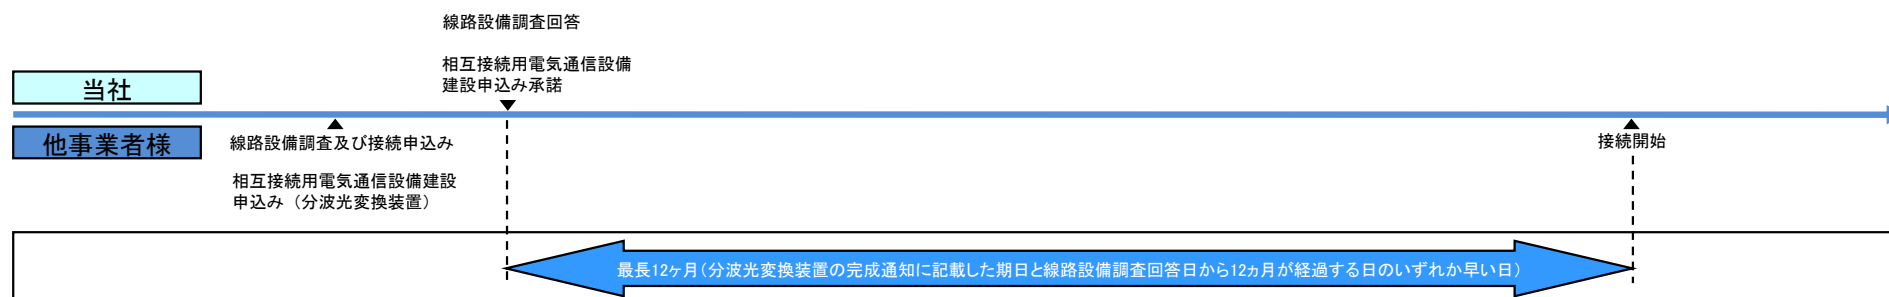 線路設備調査回答
相互接続用電気通信設備
建設申込み承諾
当社
他事業者様
線路設備調査及び接続申込み
接続開始
相互接続用電気通信設備建設
申込み（分波光変換装置）
最長12ヶ月（分波光変換装置の完成通知に記載した期日と線路設備調査回答日から12ヵ月が経過する日のいずれか早い日）